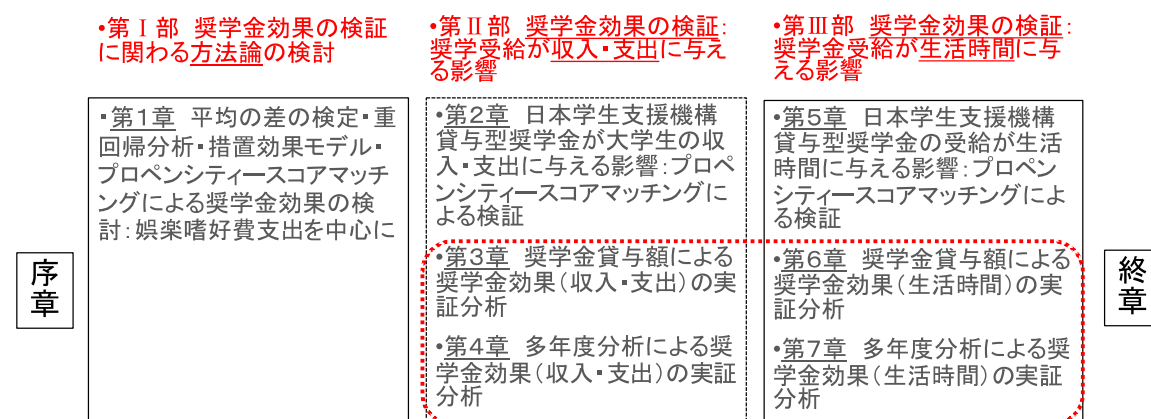 •第Ⅰ部 奨学金効果の検証
に関わる方法論の検討
▪第1章 平均の差の検定・重
回帰分析・措置効果モデル・
プロペンシティースコアマッチ
ングによる奨学金効果の検
討:娯楽嗜好費支出を中心に
•第Ⅱ部 奨学金効果の検証:
奨学受給が収入・支出に与え
る影響
•第2章 日本学生支援機構
貸与型奨学金が大学生の収
入・支出に与える影響:プロペ
ンシティースコアマッチングに
よる検証
•第3章 奨学金貸与額による
奨学金効果(収入・支出)の実
証分析
•第4章 多年度分析による奨
学金効果(収入・支出)の実証
分析
•第Ⅲ部 奨学金効果の検証:
奨学金受給が生活時間に与
える影響
•第5章 日本学生支援機構
貸与型奨学金の受給が生活
時間に与える影響:プロペン
シティースコアマッチングによ
る検証
•第6章 奨学金貸与額による
奨学金効果(生活時間)の実
証分析
•第7章 多年度分析による奨
学金効果(生活時間)の実証
分析
序章
終章